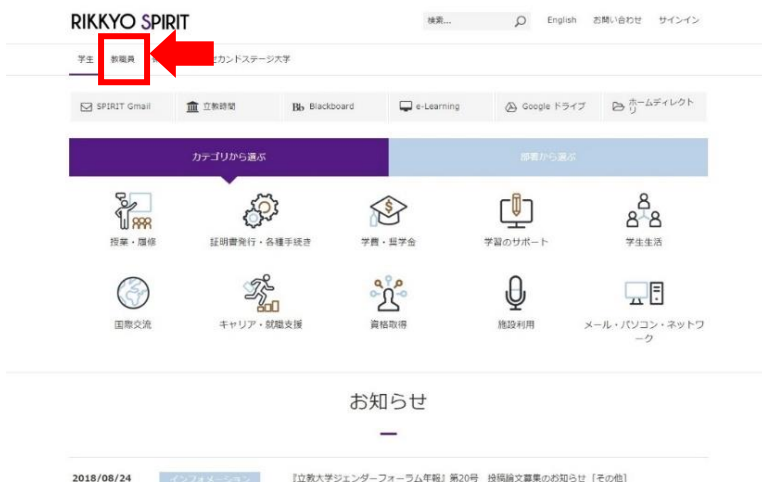 RIKKYO SPIRIT
検索...
English お問い合わせ サインイン
学生 教職員 セカンドステージ大学
SPIRIT Gmail 立教時間 Bb Blackboard e-Learning Google ドライブ ホームディレクト
リ
カテゴリから選ぶ 部署から選ぶ
授業・履修 証明書発行・各種手続き 学費・奨学金 学習のサポート 学生生活
国際交流 キャリア・就職支援 資格取得 施設利用 メール・パソコン・ネットワ
ーク
お知らせ
2018/08/24 インフォメーション 『立教大学ジェンダーフォーラム年報』第20号 投稿論文募集のお知らせ [その他]